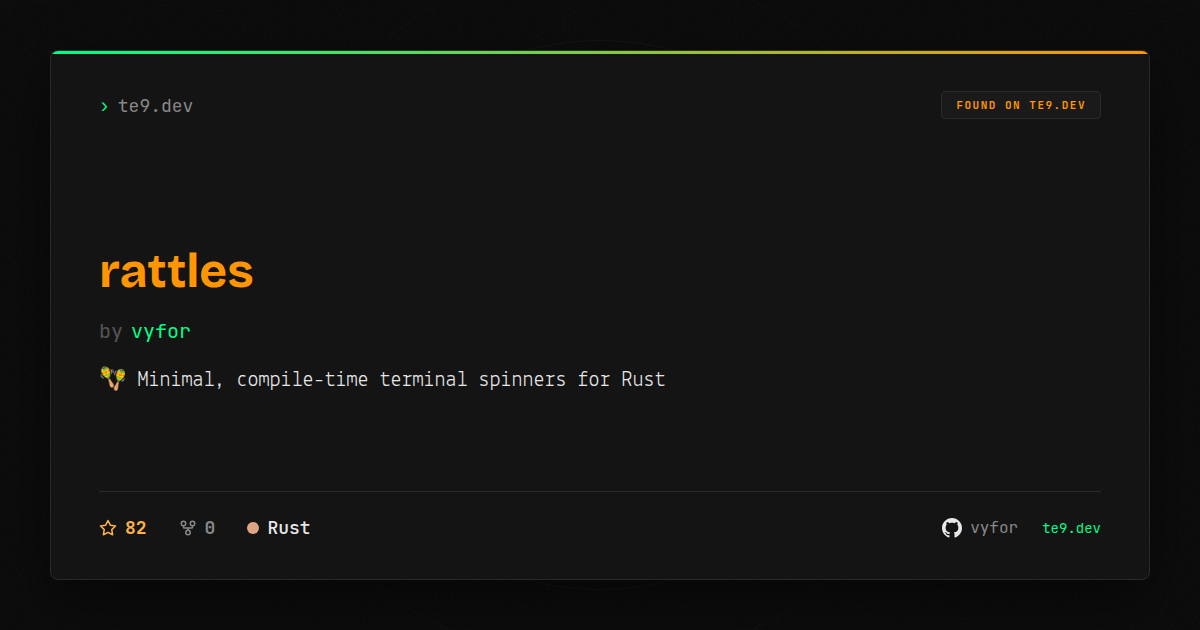 › te9.dev
FOUND ON TE9.DEV
rattles
by vyfor
🪇 Minimal, compile-time terminal spinners for Rust
82
0
Rust
vyfor
te9.dev